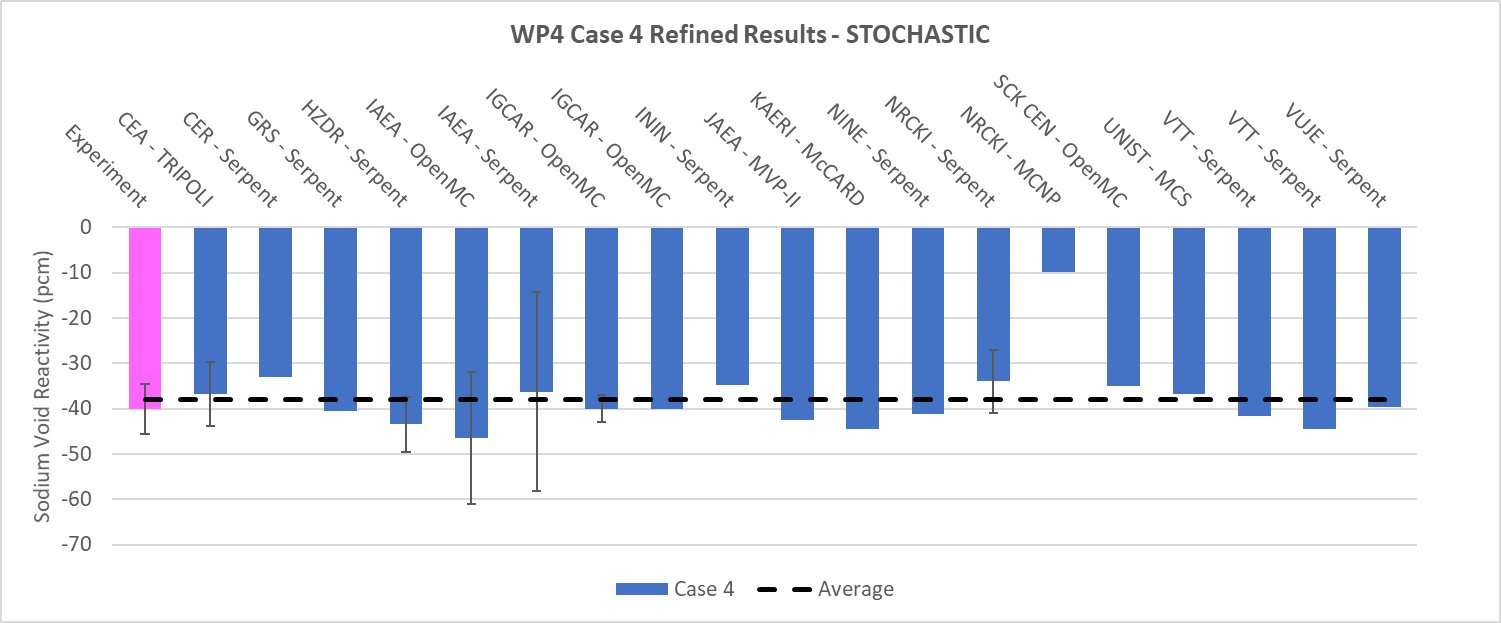 WP4 Case 4 Refined Results - STOCHASTIC
Experiment
CEA - TRIPOLI
CER - Serpent
GRS - Serpent
HZDR - Serpent
IAEA - OpenMC
IAEA - Serpent
IGCAR - OpenMC
IGCAR - OpenMC
ININ - Serpent
JAEA - MVP-II
KAERI - McCARD
NINE - Serpent
NRCKI - Serpent
NRCKI - MCNP
SCK CEN - OpenMC
UNIST - MCS
VTT - Serpent
VTT - Serpent
VUJE - Serpent
Sodium Void Reactivity (pcm)
0
-10
-20
-30
-40
-50
-60
-70
Case 4
Average